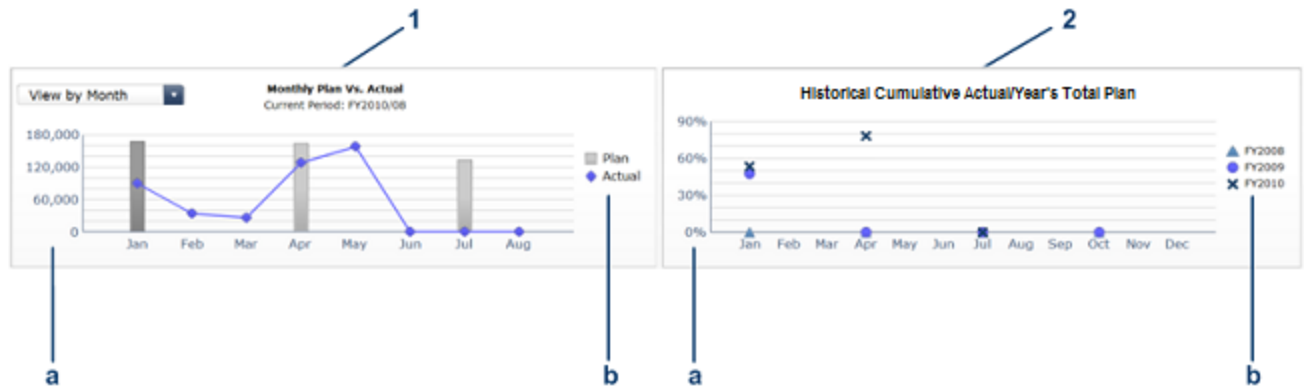 1
2
View by Month
Monthly Plan Vs. Actual
Current Period: FY2010/08
180,000
120,000
60,000
0
Jan Feb Mar Apr May Jun Jul Aug
Plan
Actual
Historical Cumulative Actual/Year's Total Plan
90%
60%
30%
0%
Jan Feb Mar Apr May Jun Jul Aug Sep Oct Nov Dec
FY2008
FY2009
FY2010
a
b
a
b